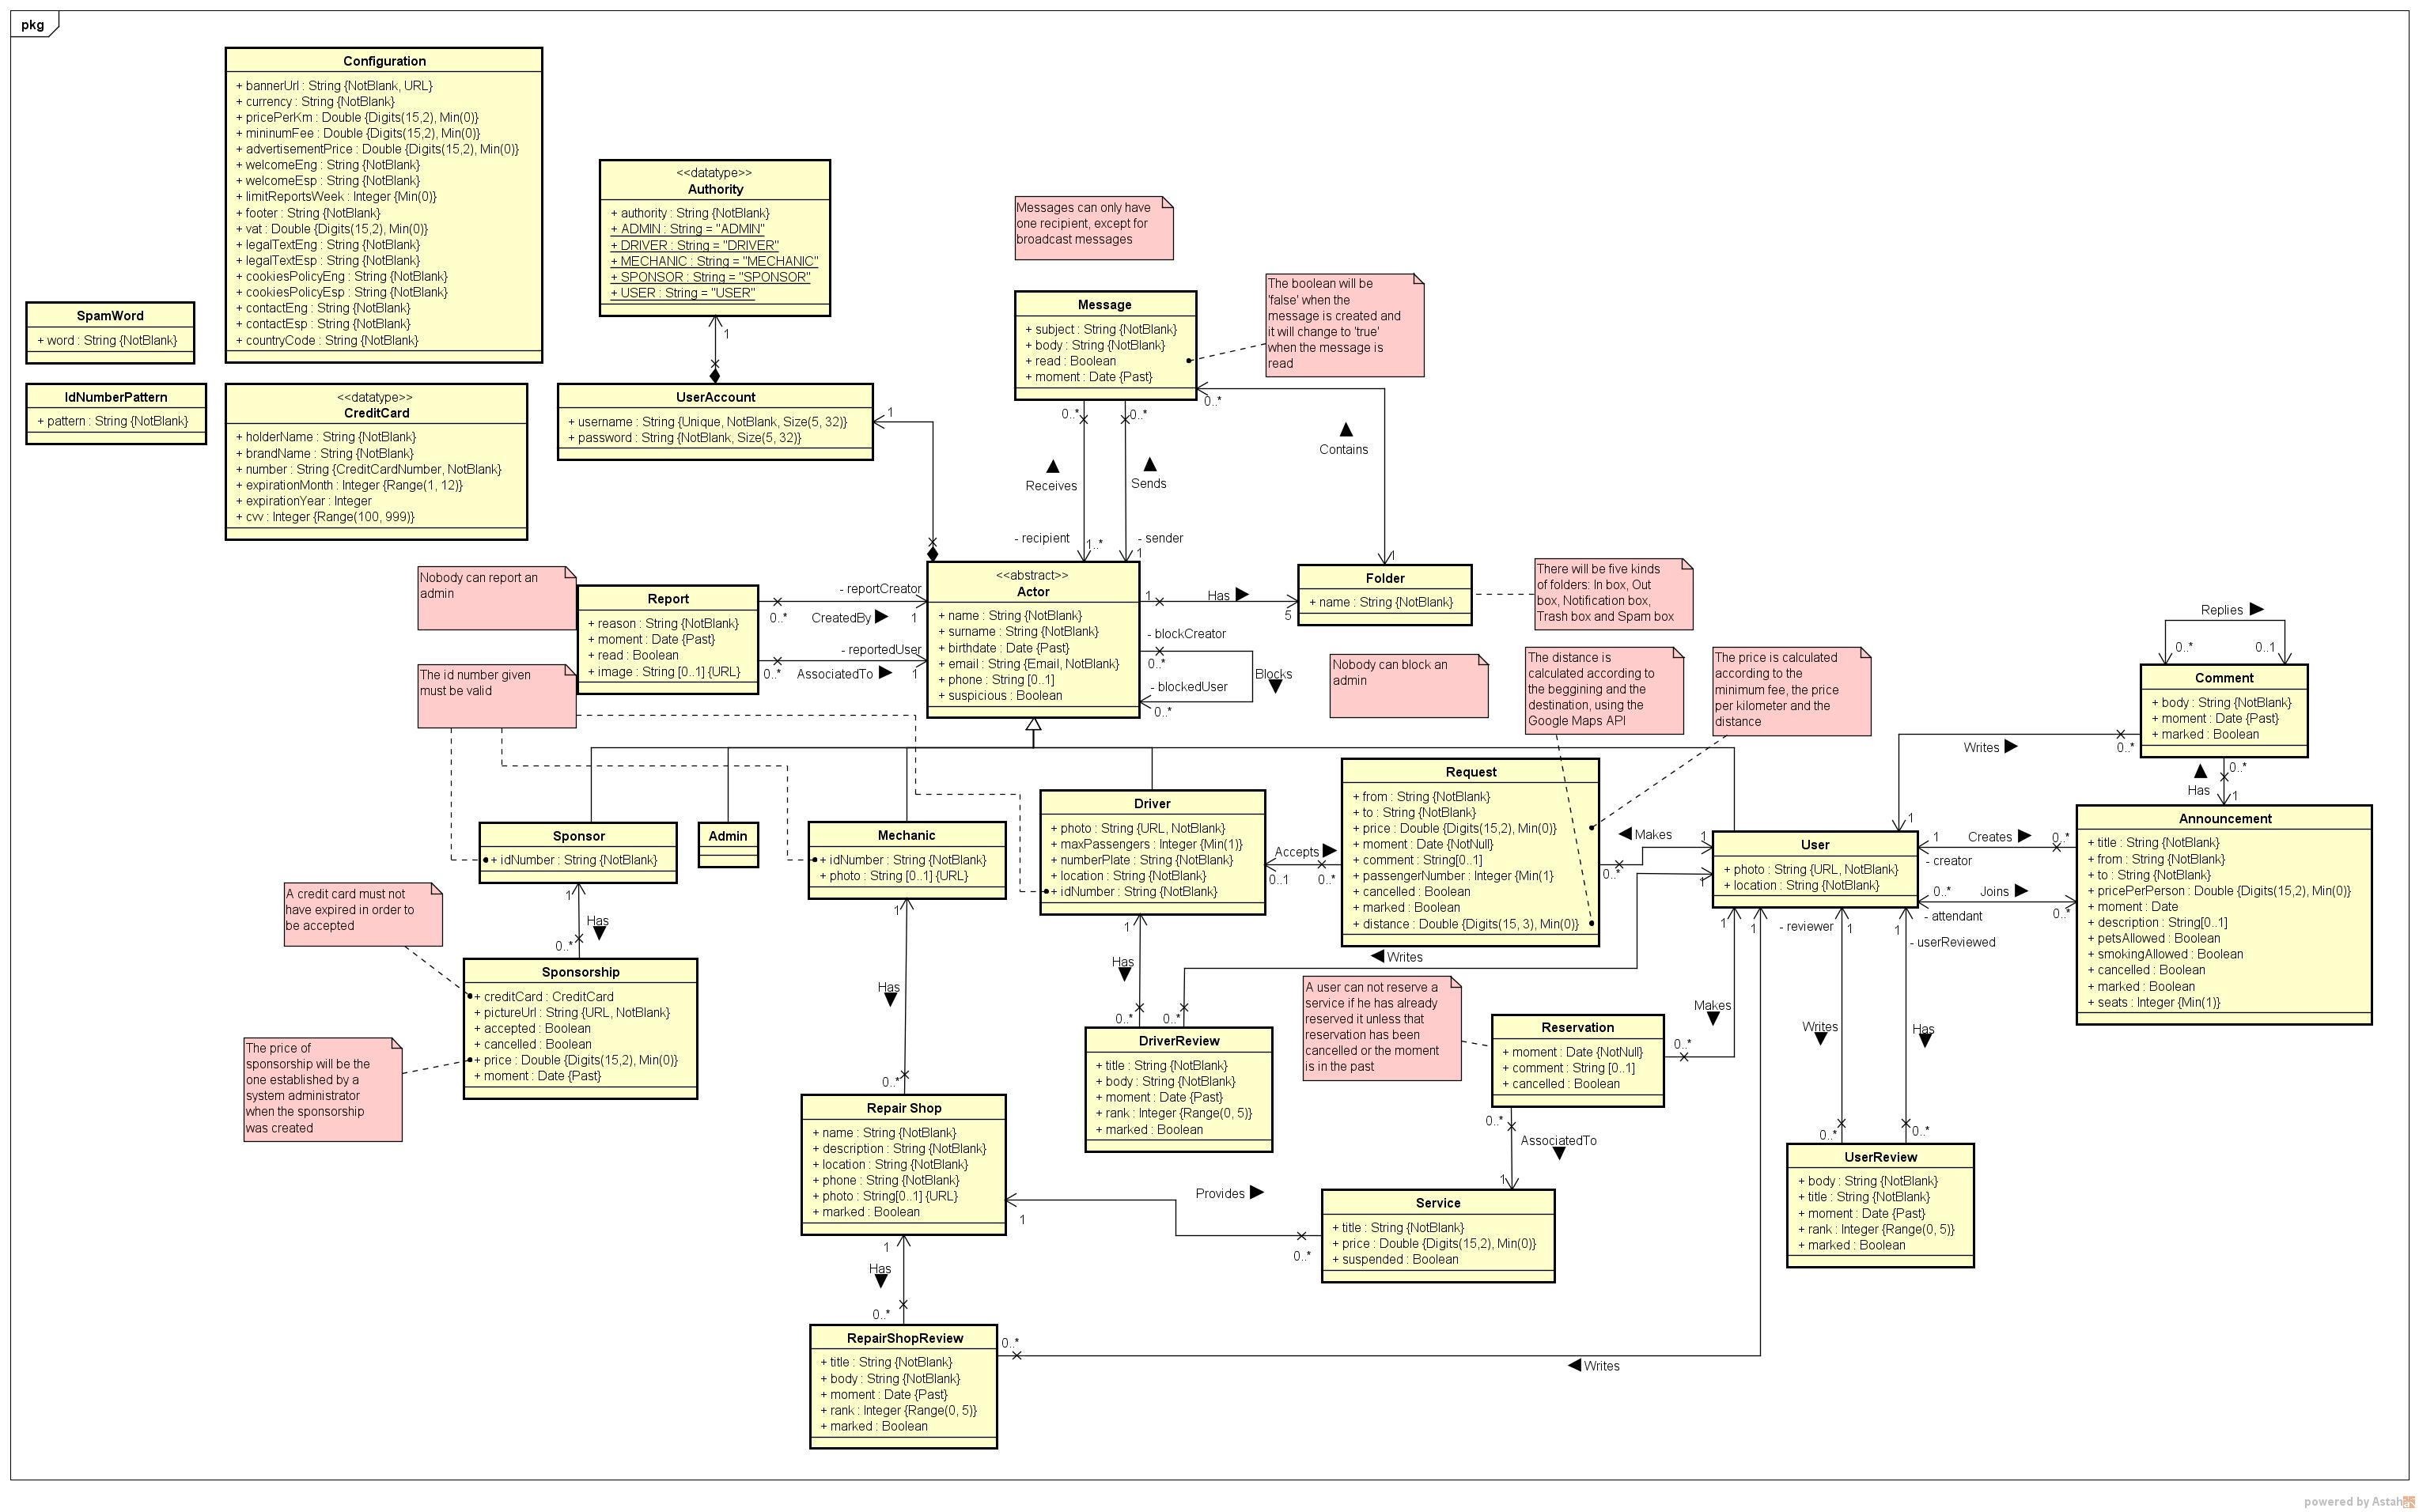 pkg
Configuration
+ bannerUrl : String {NotBlank, URL}
+ currency : String {NotBlank}
+ pricePerKm : Double {Digits(15,2), Min(0)}
+ mininumFee : Double {Digits(15,2), Min(0)}
+ advertisementPrice : Double {Digits(15,2), Min(0)}
+ welcomeEng : String {NotBlank}
+ welcomeEsp : String {NotBlank}
+ limitReportsWeek : Integer {Min(0)}
+ footer : String {NotBlank}
+ vat : Double {Digits(15,2), Min(0)}
+ legalTextEng : String {NotBlank}
+ legalTextEsp : String {NotBlank}
+ cookiesPolicyEng : String {NotBlank}
+ cookiesPolicyEsp : String {NotBlank}
+ contactEng : String {NotBlank}
+ contactEsp : String {NotBlank}
+ countryCode : String {NotBlank}
SpamWord
+ word : String {NotBlank}
IdNumberPattern
+ pattern : String {NotBlank}
<<datatype>>
CreditCard
+ holderName : String {NotBlank}
+ brandName : String {NotBlank}
+ number : String {CreditCardNumber, NotBlank}
+ expirationMonth : Integer {Range(1, 12)}
+ expirationYear : Integer
+ cvv : Integer {Range(100, 999)}
<<datatype>>
Authority
+ authority : String {NotBlank}
+ ADMIN : String = "ADMIN"
+ DRIVER : String = "DRIVER"
+ MECHANIC : String = "MECHANIC"
+ SPONSOR : String = "SPONSOR"
+ USER : String = "USER"
1
UserAccount
+ username : String {Unique, NotBlank, Size(5, 32)}
+ password : String {NotBlank, Size(5, 32)}
1
Messages can only have
one recipient, except for
broadcast messages
Message
+ subject : String {NotBlank}
+ body : String {NotBlank}
+ read : Boolean
+ moment : Date {Past}
The boolean will be
'false' when the
message is created and
it will change to 'true'
when the message is
read
0..*
0..*
0..*
Receives
Sends
Contains
- recipient
1..*
- sender
1
1
Nobody can report an
admin
Report
+ reason : String {NotBlank}
+ moment : Date {Past}
+ read : Boolean
+ image : String [0..1] {URL}
- reportCreator
0..*
CreatedBy
1
- reportedUser
0..*
AssociatedTo
1
The id number given
must be valid
<<abstract>>
Actor
+ name : String {NotBlank}
+ surname : String {NotBlank}
+ birthdate : Date {Past}
+ email : String {Email, NotBlank}
+ phone : String [0..1]
+ suspicious : Boolean
1
Has
5
- blockCreator
0..*
Blocks
- blockedUser
0..*
Folder
+ name : String {NotBlank}
There will be five kinds
of folders: In box, Out
box, Notification box,
Trash box and Spam box
Nobody can block an
admin
The distance is
calculated according to
the beggining and the
destination, using the
Google Maps API
The price is calculated
according to the
minimum fee, the price
per kilometer and the
distance
Replies
0..*
0..1
Comment
+ body : String {NotBlank}
+ moment : Date {Past}
+ marked : Boolean
Writes
0..*
1
0..*
Has
1
Sponsor
+ idNumber : String {NotBlank}
Admin
Mechanic
+ idNumber : String {NotBlank}
+ photo : String [0..1] {URL}
Driver
+ photo : String {URL, NotBlank}
+ maxPassengers : Integer {Min(1)}
+ numberPlate : String {NotBlank}
+ location : String {NotBlank}
+ idNumber : String {NotBlank}
Accepts
0..1
0..*
Request
+ from : String {NotBlank}
+ to : String {NotBlank}
+ price : Double {Digits(15,2), Min(0)}
+ moment : Date {NotNull}
+ comment : String[0..1]
+ passengerNumber : Integer {Min(1}
+ cancelled : Boolean
+ marked : Boolean
+ distance : Double {Digits(15, 3), Min(0)}
Makes
1
0..*
1
User
+ photo : String {URL, NotBlank}
+ location : String {NotBlank}
1
Creates
0..*
- creator
0..*
Joins
0..*
- attendant
Announcement
+ title : String {NotBlank}
+ from : String {NotBlank}
+ to : String {NotBlank}
+ pricePerPerson : Double {Digits(15,2), Min(0)}
+ moment : Date
+ description : String[0..1]
+ petsAllowed : Boolean
+ smokingAllowed : Boolean
+ cancelled : Boolean
+ marked : Boolean
+ seats : Integer {Min(1)}
A credit card must not
have expired in order to
be accepted
1
Has
0..*
Sponsorship
+ creditCard : CreditCard
+ pictureUrl : String {URL, NotBlank}
+ accepted : Boolean
+ cancelled : Boolean
+ price : Double {Digits(15,2), Min(0)}
+ moment : Date {Past}
The price of
sponsorship will be the
one established by a
system administrator
when the sponsorship
was created
1
Has
0..*
1
Has
0..*
Writes
0..*
DriverReview
+ title : String {NotBlank}
+ body : String {NotBlank}
+ moment : Date {Past}
+ rank : Integer {Range(0, 5)}
+ marked : Boolean
A user can not reserve a
service if he has already
reserved it unless that
reservation has been
cancelled or the moment
is in the past
Reservation
+ moment : Date {NotNull}
+ comment : String [0..1]
+ cancelled : Boolean
1
Makes
0..*
1
- reviewer
1
Writes
0..*
1
- userReviewed
Has
0..*
UserReview
+ body : String {NotBlank}
+ title : String {NotBlank}
+ moment : Date {Past}
+ rank : Integer {Range(0, 5)}
+ marked : Boolean
0..*
AssociatedTo
1
Repair Shop
+ name : String {NotBlank}
+ description : String {NotBlank}
+ location : String {NotBlank}
+ phone : String {NotBlank}
+ photo : String[0..1] {URL}
+ marked : Boolean
Provides
1
0..*
Service
+ title : String {NotBlank}
+ price : Double {Digits(15,2), Min(0)}
+ suspended : Boolean
1
Has
0..*
RepairShopReview
+ title : String {NotBlank}
+ body : String {NotBlank}
+ moment : Date {Past}
+ rank : Integer {Range(0, 5)}
+ marked : Boolean
0..*
Writes
powered by Astah